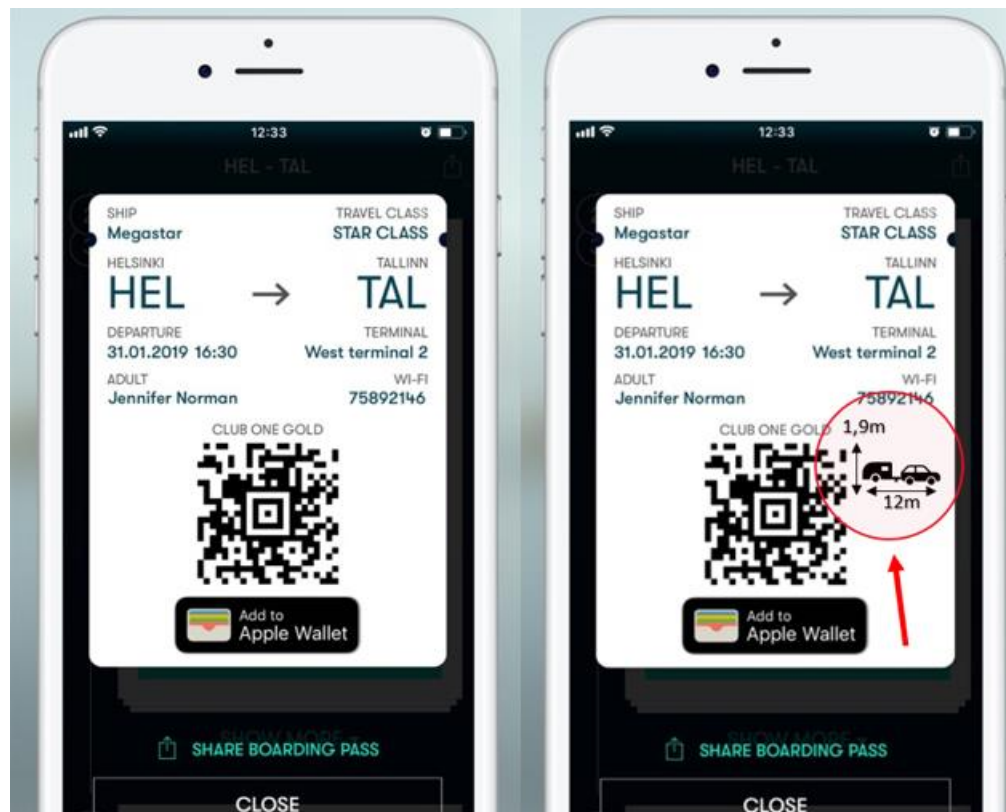 12:33
HEL - TAL
SHIP
TRAVEL CLASS
Megastar
STAR CLASS
HELSINKI
TALLINN
HEL → TAL
DEPARTURE
TERMINAL
31.01.2019 16:30
West terminal 2
ADULT
WI-FI
Jennifer Norman
75892146
CLUB ONE GOLD
Add to
Apple Wallet
SHOW MORE
SHARE BOARDING PASS
CLOSE
12:33
HEL - TAL
SHIP
TRAVEL CLASS
Megastar
STAR CLASS
HELSINKI
TALLINN
HEL → TAL
DEPARTURE
TERMINAL
31.01.2019 16:30
West terminal 2
ADULT
WI-FI
Jennifer Norman
75892146
CLUB ONE GOLD
1,9m
12m
Add to
Apple Wallet
SHARE BOARDING PASS
CLOSE